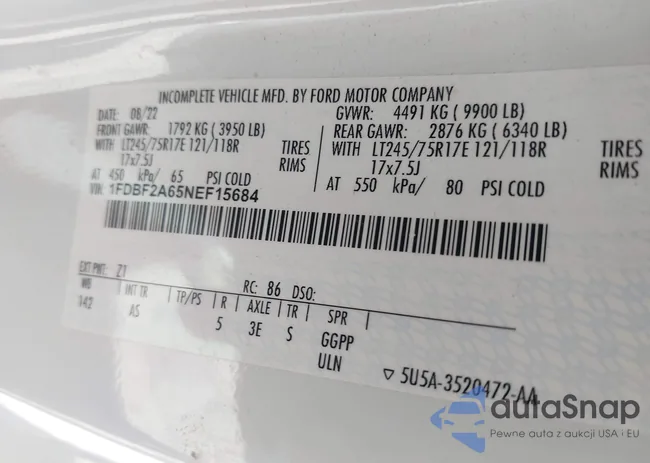 INCOMPLETE VEHICLE MFD. BY FORD MOTOR COMPANY
DATE: 08/22 GVWR: 4491 KG ( 9900 LB)
FRONT GAWR: 1792 KG ( 3950 LB) REAR GAWR: 2876 KG ( 6340 LB)
WITH LT245/75R17E 121/118R TIRES WITH LT245/75R17E 121/118R TIRES
17x7.5J RIMS 17x7.5J RIMS
AT 450 kPa/ 65 PSI COLD AT 550 kPa/ 80 PSI COLD
VIN: 1FDBF2A65NEF15684
EXT PNT: Z1 RC: 86 DSO:
WB INT TR TP/PS R AXLE TR SPR
142 AS 5 3E S GGPP
ULN
▽ 5U5A-3520472-AA
autoSnap
Pewne auta z aukcji USA i EU